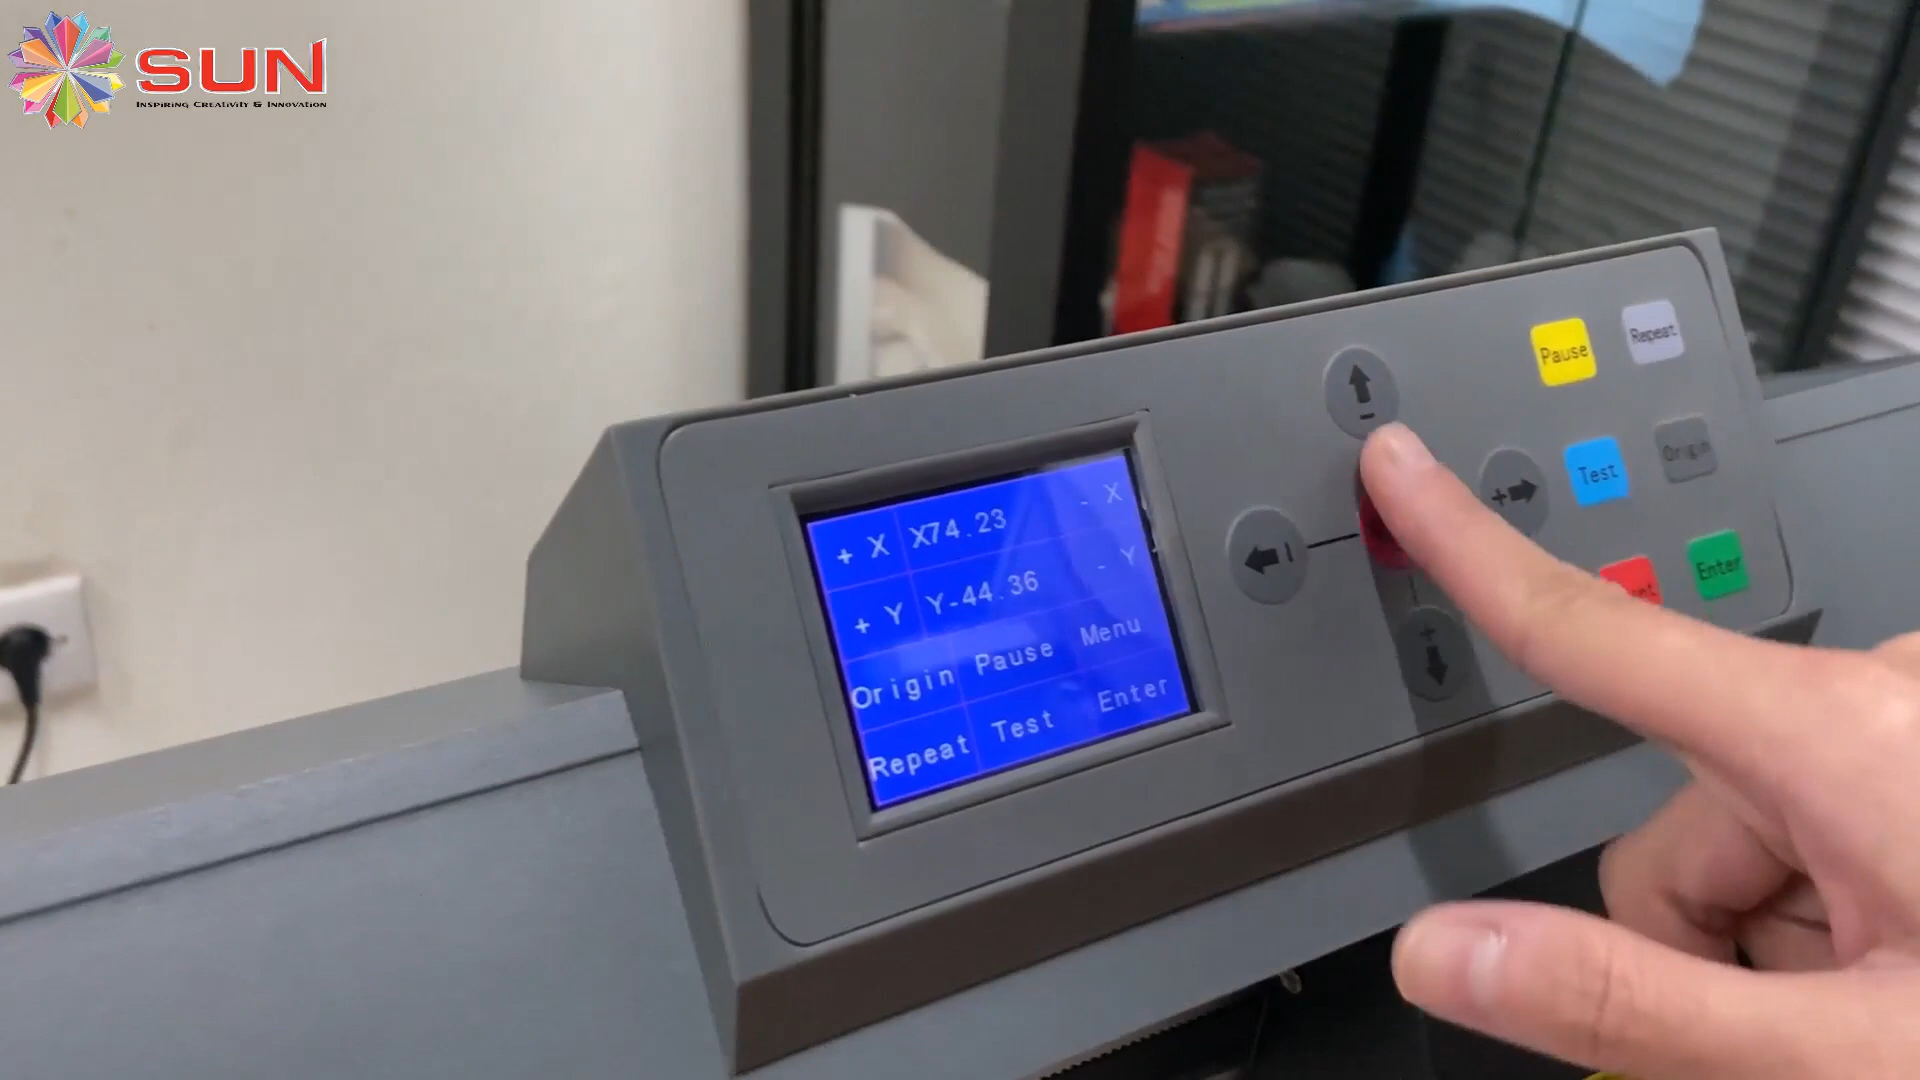 SUN
Inspiring Creativity & Innovation
+ X X74.23 - X
+ Y Y-44.36 - Y
Origin Pause Menu
Repeat Test Enter
Pause Repeat
Test Origin
Enter
+
-
+